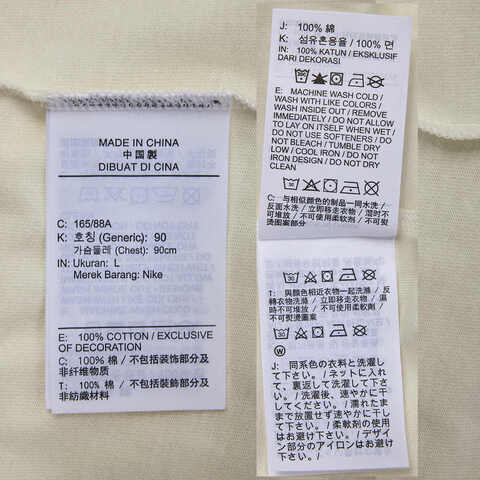 MADE IN CHINA
中國製
DIBUAT DI CINA
C: 165/88A
K: 호칭 (Generic): 90
가슴둘레 (Chest): 90cm
IN: Ukuran: L
Merek Barang: Nike
E: 100% COTTON / EXCLUSIVE
OF DECORATION
C: 100% 棉 / 不包括装饰部分及
非纤维物质
T: 100% 棉 / 不包括裝飾部分及
非紡織材料
J: 100% 綿
K: 섬유혼용율 / 100% 면
IN: 100% KATUN / EKSKLUSIF
DARI DEKORASI
E: MACHINE WASH COLD /
WASH WITH LIKE COLORS /
WASH INSIDE OUT / REMOVE
IMMEDIATELY / DO NOT ALLOW
TO LAY ON ITSELF WHEN WET /
DO NOT USE SOFTENERS / DO
NOT BLEACH / TUMBLE DRY
LOW / COOL IRON / DO NOT
IRON DESIGN / DO NOT DRY
CLEAN
C: 与相似颜色的制品一同水洗 /
反面水洗 / 立即移走衣物，湿时不
可堆放 / 不可使用柔软剂 / 不可熨
烫图案部分
T: 與顏色相近衣物一起洗滌 / 反
轉衣物洗滌 / 立即移走衣物，濕
時不可堆放 / 不可使用柔軟劑 /
不可熨燙圖案
W
J: 同系色の衣料と洗濯し
て下さい。/ ネットに入れ
て、裏返して洗濯して下さ
い。/ 洗濯後、速やかに干し
てください。/ 濡れたま
まで放置せず速やかに干し
て下さい。/ 柔軟剤の使用
はお避け下さい。/ デザイン
部分のアイロンはお避け下
さい。